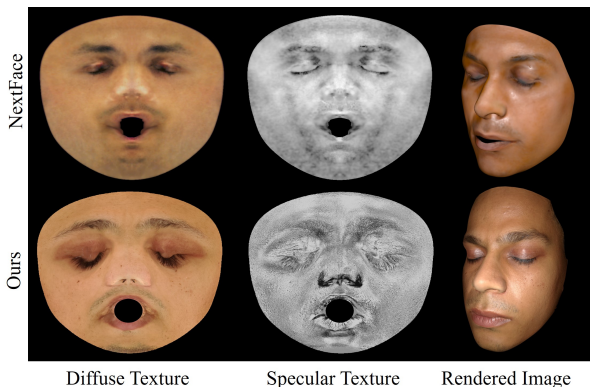 NextFace
Ours
Diffuse Texture
Specular Texture
Rendered Image